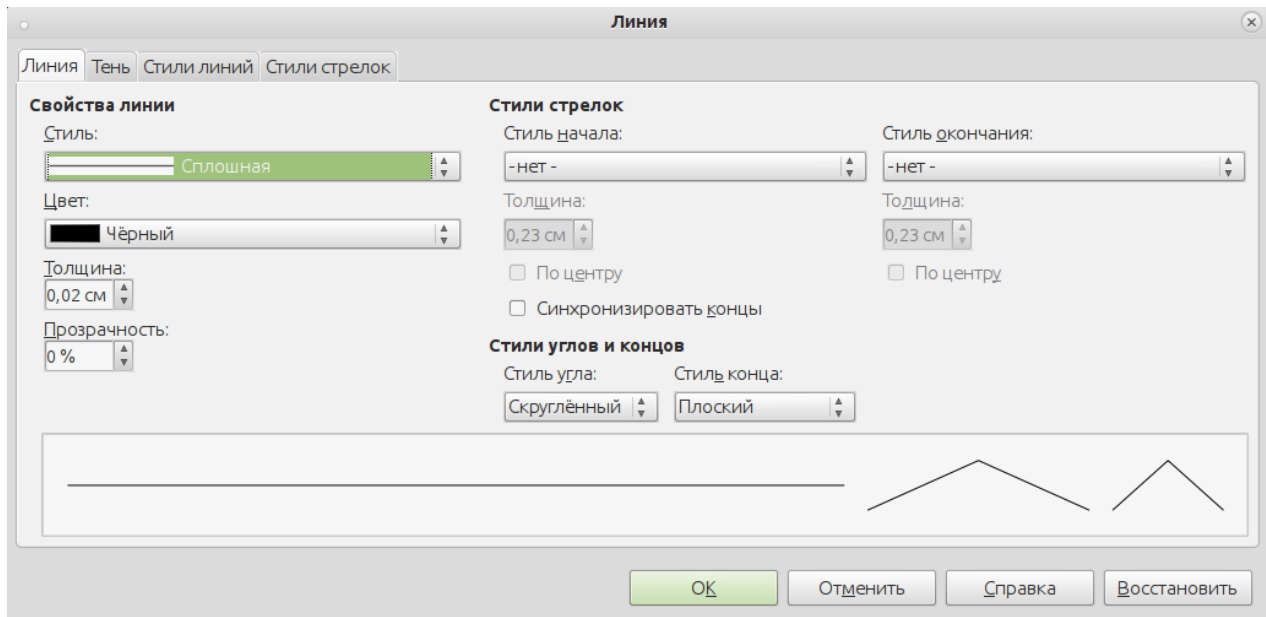 Линия
Линия Тень Стили линий Стили стрелок
Свойства линии
Стиль:
Сплошная
Цвет:
Чёрный
Толщина:
0,02 см
Прозрачность:
0 %
Стили стрелок
Стиль начала:
-нет -
Толщина:
0,23 см
По центру
Синхронизировать концы
Стиль окончания:
-нет -
Толщина:
0,23 см
По центру
Стили углов и концов
Стиль угла:
Скруглённый
Стиль конца:
Плоский
OK Отменить Справка Восстановить